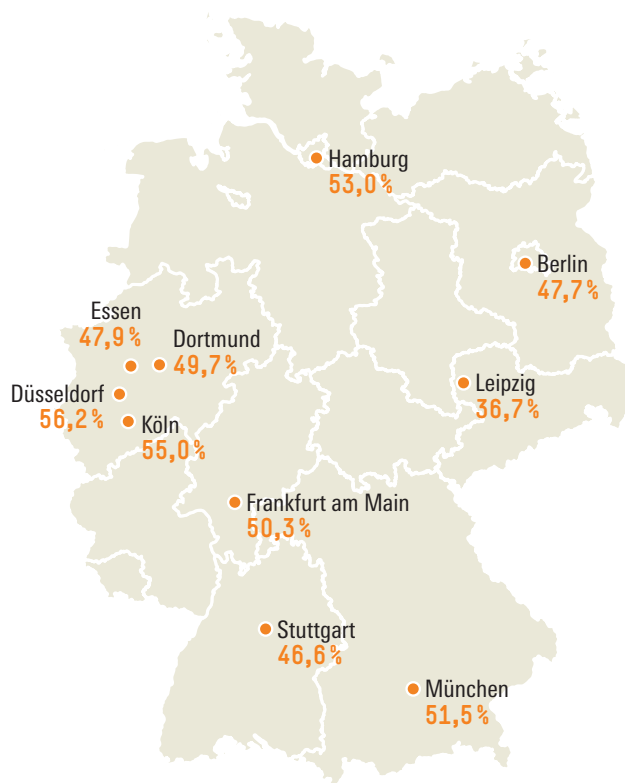 Hamburg
53,0 %
Berlin
47,7 %
Essen
47,9 %
Dortmund
49,7 %
Düsseldorf
56,2 %
Köln
55,0 %
Leipzig
36,7 %
Frankfurt am Main
50,3 %
Stuttgart
46,6 %
München
51,5 %